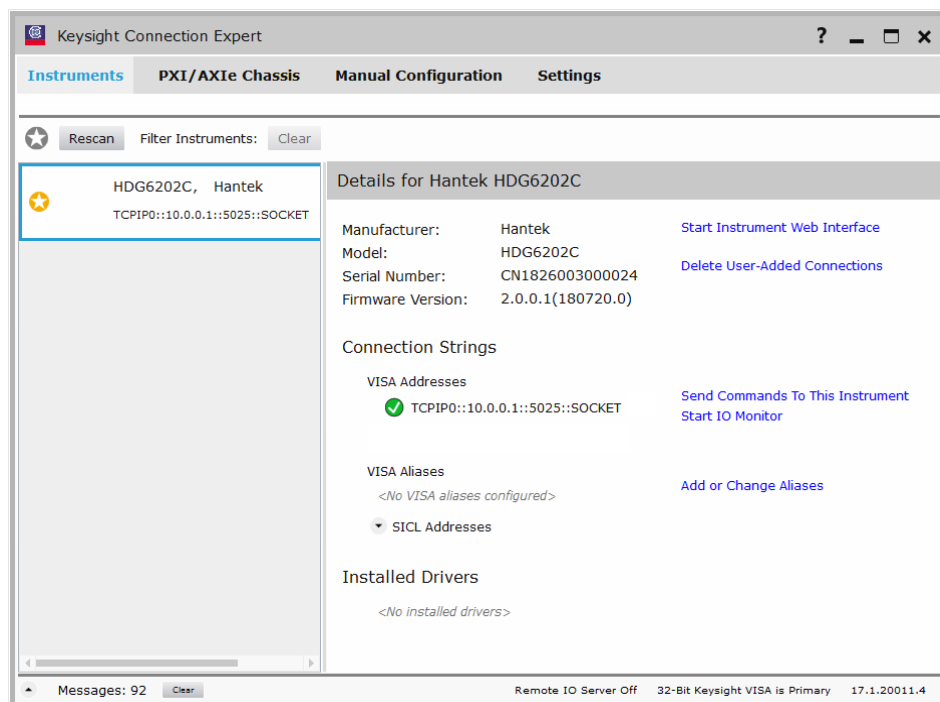 Keysight Connection Expert
?
Instruments PXI/AXIe Chassis Manual Configuration Settings
Rescan Filter Instruments: Clear
HDG6202C, Hantek
TCPIP0::10.0.0.1::5025::SOCKET
Details for Hantek HDG6202C
Manufacturer: Hantek
Model: HDG6202C
Serial Number: CN1826003000024
Firmware Version: 2.0.0.1(180720.0)
Start Instrument Web Interface
Delete User-Added Connections
Connection Strings
VISA Addresses
TCPIP0::10.0.0.1::5025::SOCKET
Send Commands To This Instrument
Start IO Monitor
VISA Aliases
<No VISA aliases configured>
Add or Change Aliases
SICL Addresses
Installed Drivers
<No installed drivers>
Messages: 92 Clear
Remote IO Server Off 32-Bit Keysight VISA is Primary 17.1.20011.4